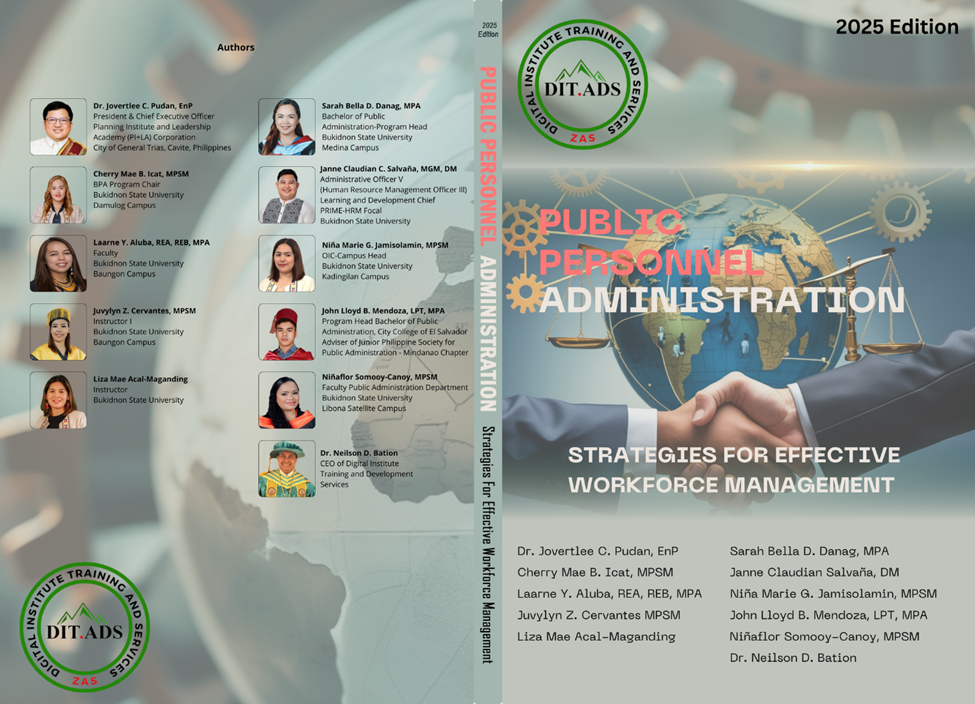 Authors
Dr. Jovertlee C. Pudan, EnP
President & Chief Executive Officer
Planning Institute and Leadership
Academy (PI+LA) Corporation
City of General Trias, Cavite, Philippines
Cherry Mae B. Icat, MPSM
BPA Program Chair
Bukidnon State University
Damulog Campus
Laarne Y. Aluba, REA, REB, MPA
Faculty
Bukidnon State University
Baungon Campus
Juvylyn Z. Cervantes, MPSM
Instructor I
Bukidnon State University
Baungon Campus
Liza Mae Acal-Maganding
Instructor
Bukidnon State University
Sarah Bella D. Danag, MPA
Bachelor of Public
Administration-Program Head
Bukidnon State University
Medina Campus
Janne Claudian C. Salvaña, MGM, DM
Administrative Officer V
(Human Resource Management Officer III)
Learning and Development Chief
PRIME-HRM Focal
Bukidnon State University
Niña Marie G. Jamisolamin, MPSM
OIC-Campus Head
Bukidnon State University
Kadingilan Campus
John Lloyd B. Mendoza, LPT, MPA
Program Head Bachelor of Public
Administration, City College of El Salvador
Adviser of Junior Philippine Society for
Public Administration - Mindanao Chapter
Niñaflor Somooy-Canoy, MPSM
Faculty Public Administration Department
Bukidnon State University
Libona Satellite Campus
Dr. Neilson D. Bation
CEO of Digital Institute
Training and Development
Services
DIGITAL INSTITUTE TRAINING AND SERVICES
DIT.ADS
ZAS
2025
Edition
PUBLIC PERSONNEL ADMINISTRATION
Strategies For Effective Workforce Management
2025 Edition
DIGITAL INSTITUTE TRAINING AND SERVICES
DIT.ADS
ZAS
PUBLIC
PERSONNEL
ADMINISTRATION
STRATEGIES FOR EFFECTIVE
WORKFORCE MANAGEMENT
Dr. Jovertlee C. Pudan, EnP
Cherry Mae B. Icat, MPSM
Laarne Y. Aluba, REA, REB, MPA
Juvylyn Z. Cervantes MPSM
Liza Mae Acal-Maganding
Sarah Bella D. Danag, MPA
Janne Claudian Salvaña, DM
Niña Marie G. Jamisolamin, MPSM
John Lloyd B. Mendoza, LPT, MPA
Niñaflor Somooy-Canoy, MPSM
Dr. Neilson D. Bation